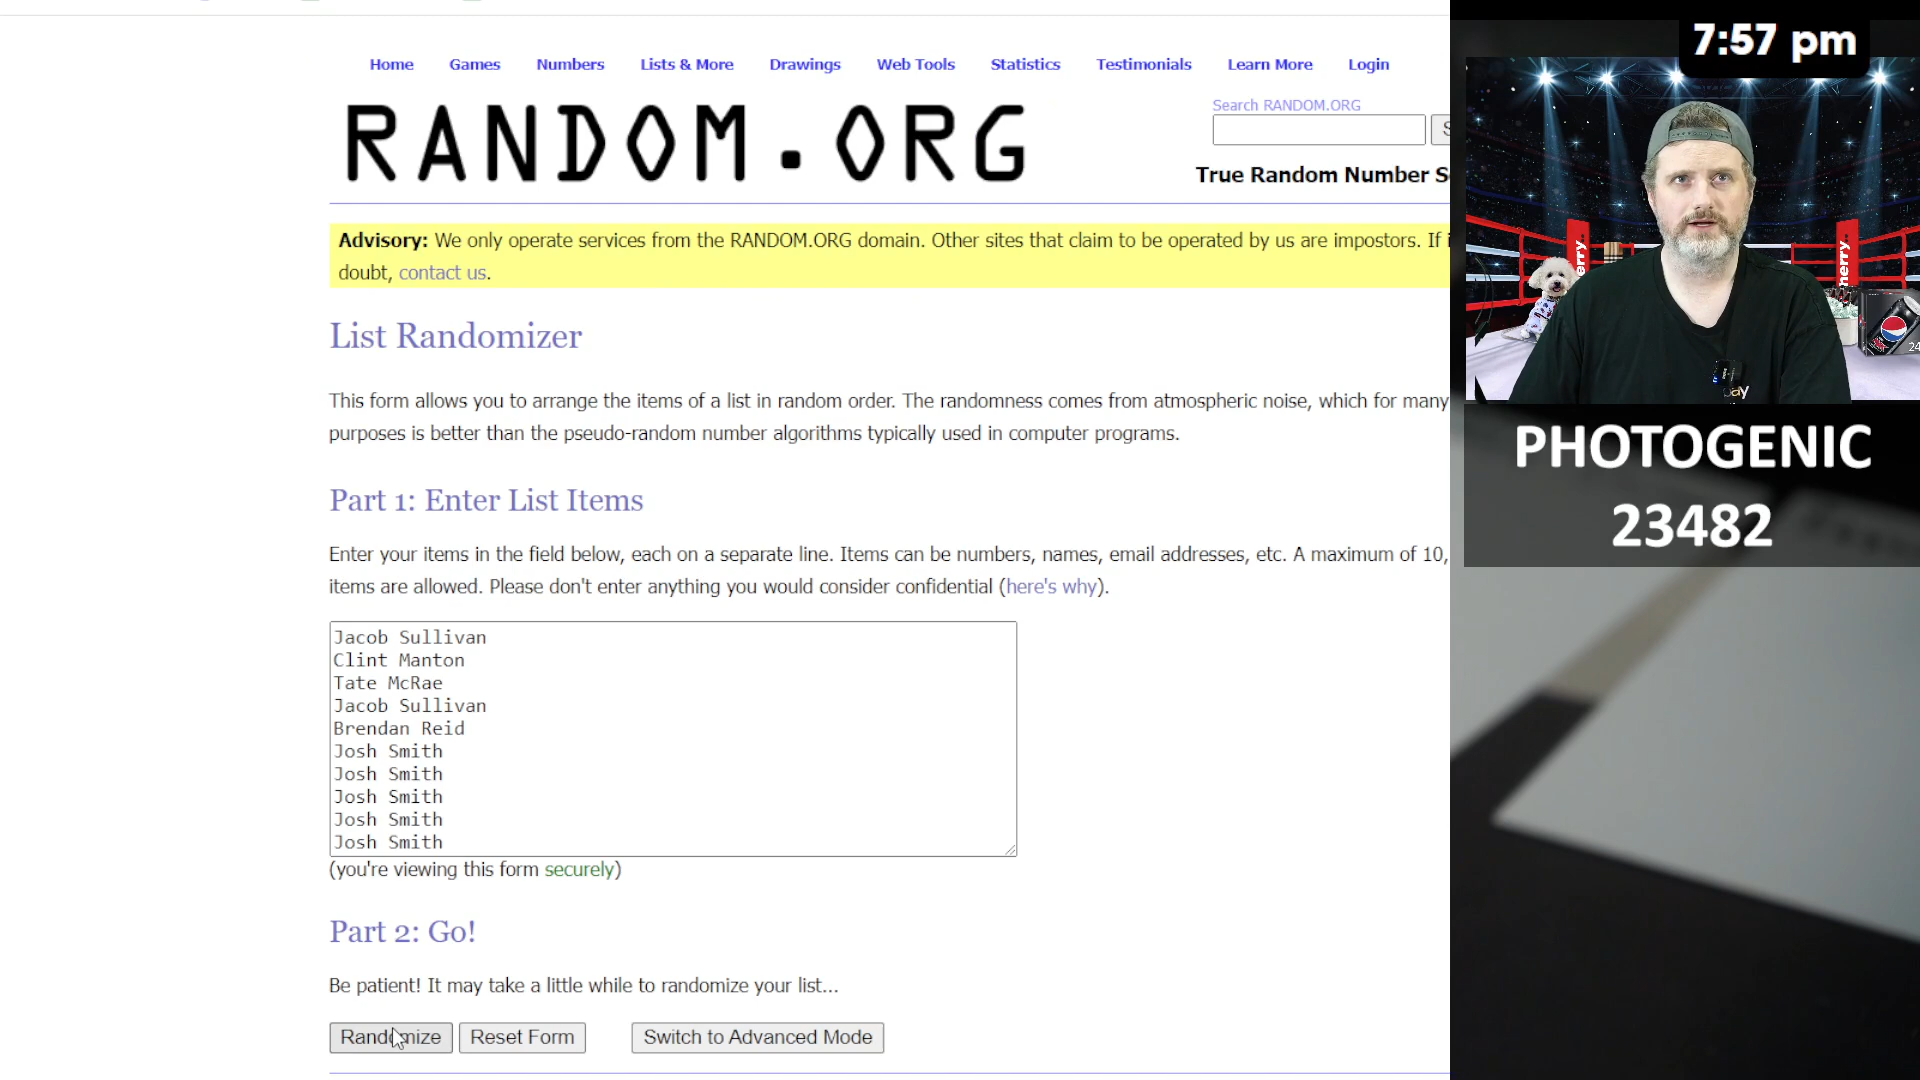 Home Games Numbers Lists & More Drawings Web Tools Statistics Testimonials Learn More Login
RANDOM.ORG
Search RANDOM.ORG
True Random Number
Advisory: We only operate services from the RANDOM.ORG domain. Other sites that claim to be operated by us are impostors. If
doubt, contact us.
List Randomizer
This form allows you to arrange the items of a list in random order. The randomness comes from atmospheric noise, which for many
purposes is better than the pseudo-random number algorithms typically used in computer programs.
Part 1: Enter List Items
Enter your items in the field below, each on a separate line. Items can be numbers, names, email addresses, etc. A maximum of 10,
items are allowed. Please don't enter anything you would consider confidential (here's why).
Jacob Sullivan
Clint Manton
Tate McRae
Jacob Sullivan
Brendan Reid
Josh Smith
Josh Smith
Josh Smith
Josh Smith
Josh Smith
(you're viewing this form securely)
Part 2: Go!
Be patient! It may take a little while to randomize your list...
Randomize Reset Form Switch to Advanced Mode
7:57 pm
PHOTOGENIC
23482